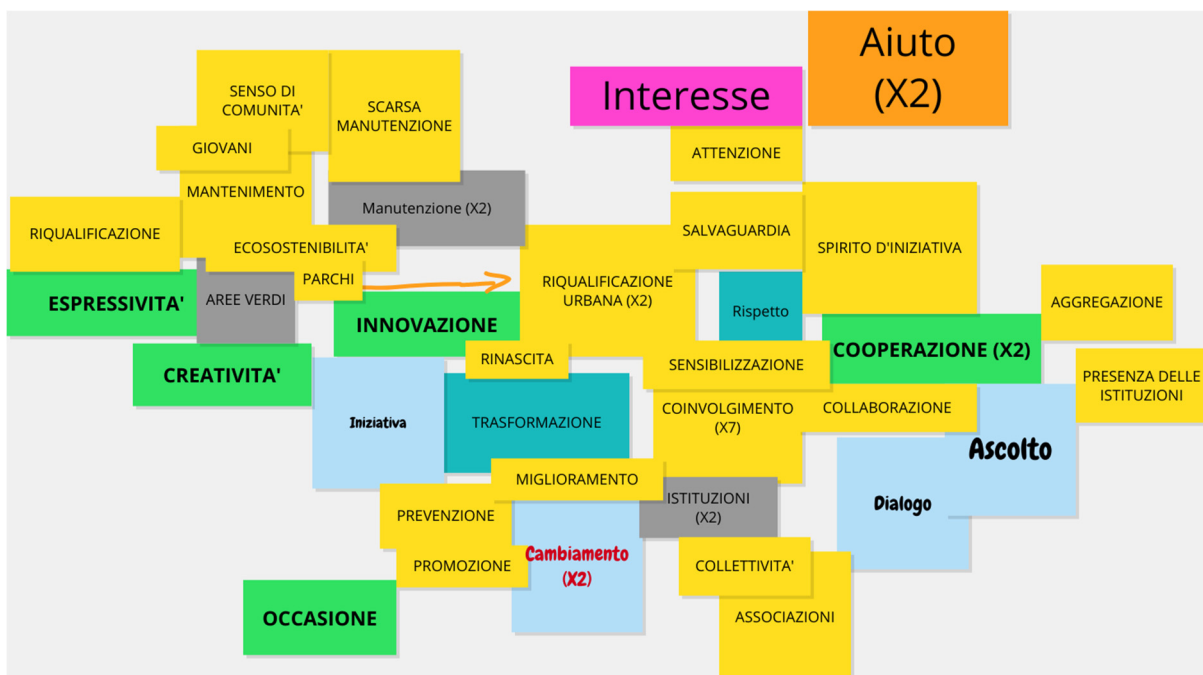 Aiuto
(X2)
Interesse
SENSO DI
COMUNITA'
SCARSA
MANUTENZIONE
GIOVANI
ATTENZIONE
MANTENIMENTO
Manutenzione (X2)
RIQUALIFICAZIONE
ECOSOSTENIBILITA'
SALVAGUARDIA
SPIRITO D'INIZIATIVA
PARCHI
RIQUALIFICAZIONE
URBANA (X2)
ESPRESSIVITA'
AREE VERDI
Rispetto
AGGREGAZIONE
INNOVAZIONE
COOPERAZIONE (X2)
RINASCITA
SENSIBILIZZAZIONE
CREATIVITA'
PRESENZA DELLE
ISTITUZIONI
Iniziativa
TRASFORMAZIONE
COINVOLGIMENTO
(X7)
COLLABORAZIONE
Ascolto
MIGLIORAMENTO
ISTITUZIONI
(X2)
Dialogo
PREVENZIONE
Cambiamento
(X2)
PROMOZIONE
COLLETTIVITA'
OCCASIONE
ASSOCIAZIONI